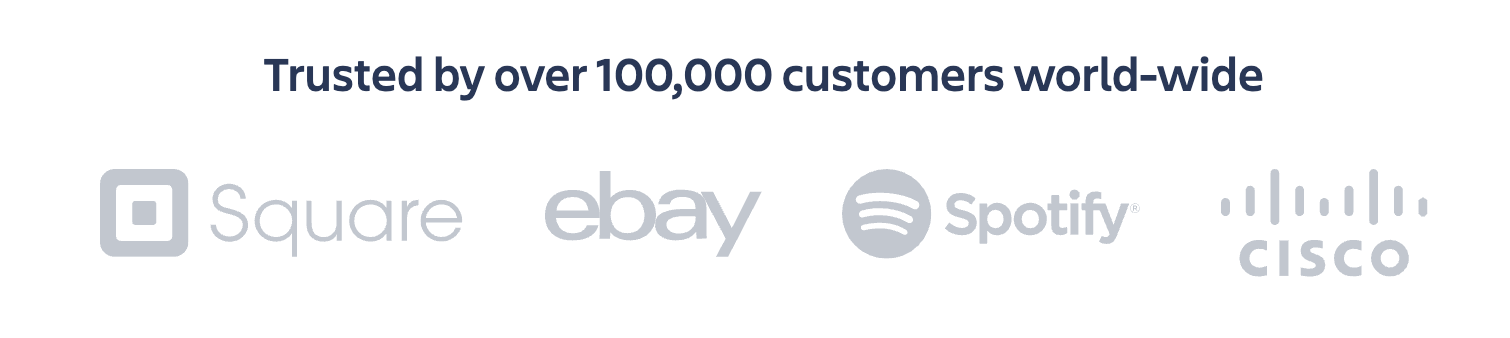 Trusted by over 100,000 customers world-wide
Square ebay Spotify® CISCO